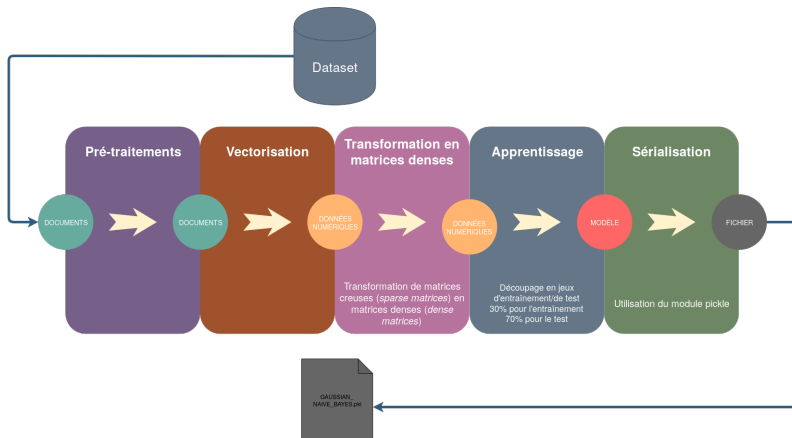 Dataset
Pré-traitements
Vectorisation
Transformation en
matrices denses
Apprentissage
Sérialisation
DOCUMENTS
DOCUMENTS
DONNÉES
NUMÉRIQUES
DONNÉES
NUMÉRIQUES
MODÈLE
FICHIER
Transformation de matrices
creuses (sparse matrices) en
matrices denses (dense
matrices)
Découpage en jeux
d'entraînement/de test
30% pour l'entraînement
70% pour le test
Utilisation du module pickle
GAUSSIAN_
NAIVE_BAYES.pkl